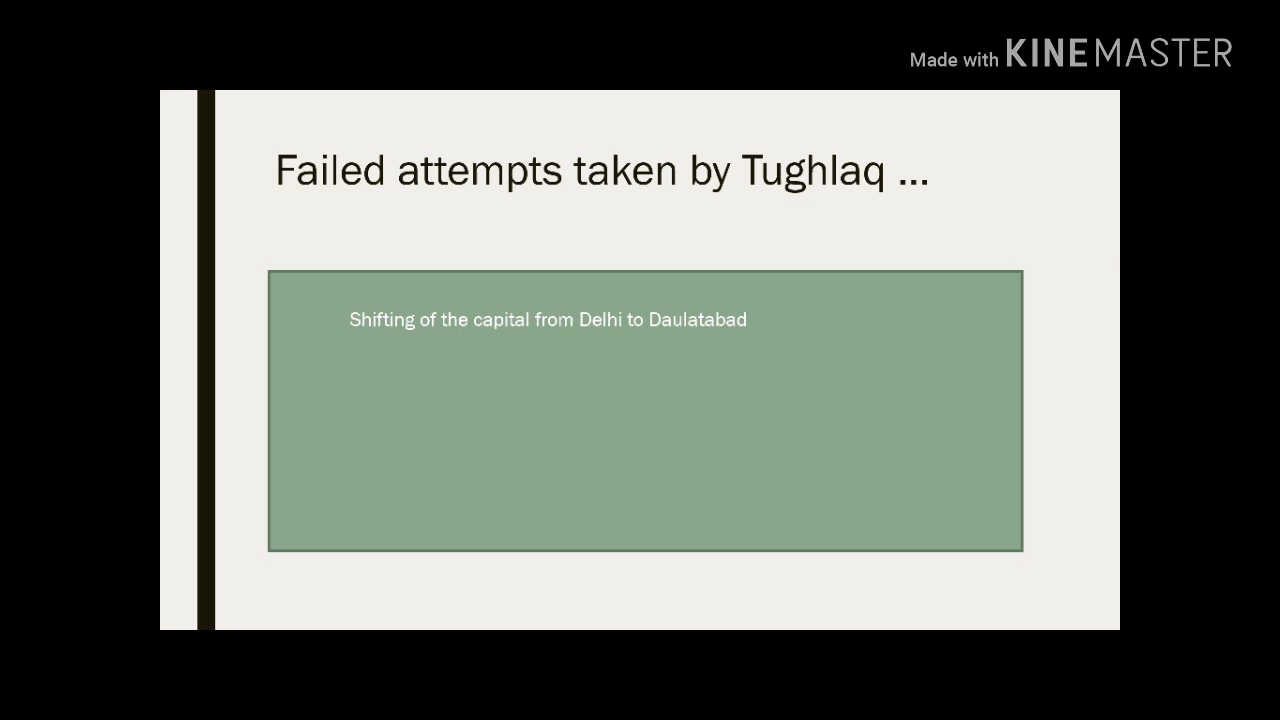 Made with KINEMASTER
Failed attempts taken by Tughlaq ...
Shifting of the capital from Delhi to Daulatabad